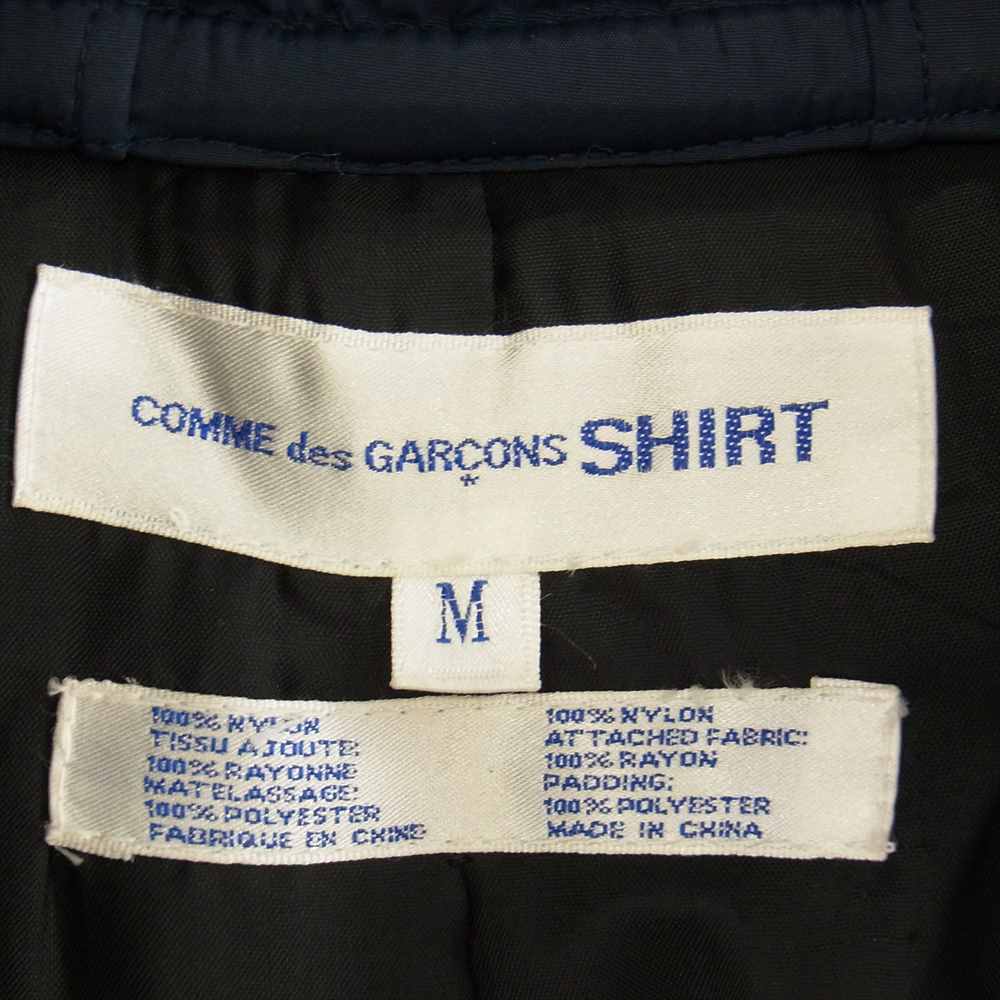 COMME des GARÇONS SHIRT
*
M
100% NYLON
TISSU AJOUTE:
100% RAYONNE
MATELASSAGE:
100% POLYESTER
FABRIQUE EN CHINE
100% NYLON
ATTACHED FABRIC:
100% RAYON
PADDING:
100% POLYESTER
MADE IN CHINA